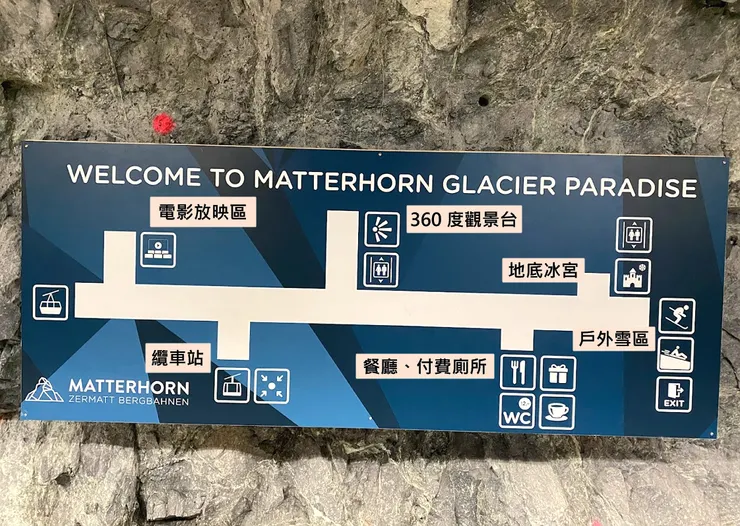 WELCOME TO MATTERHORN GLACIER PARADISE
電影放映區
360 度觀景台
地底冰宮
戶外雪區
纜車站
餐廳、付費廁所
MATTERHORN
ZERMATT BERGBAHNEN
WC
EXIT